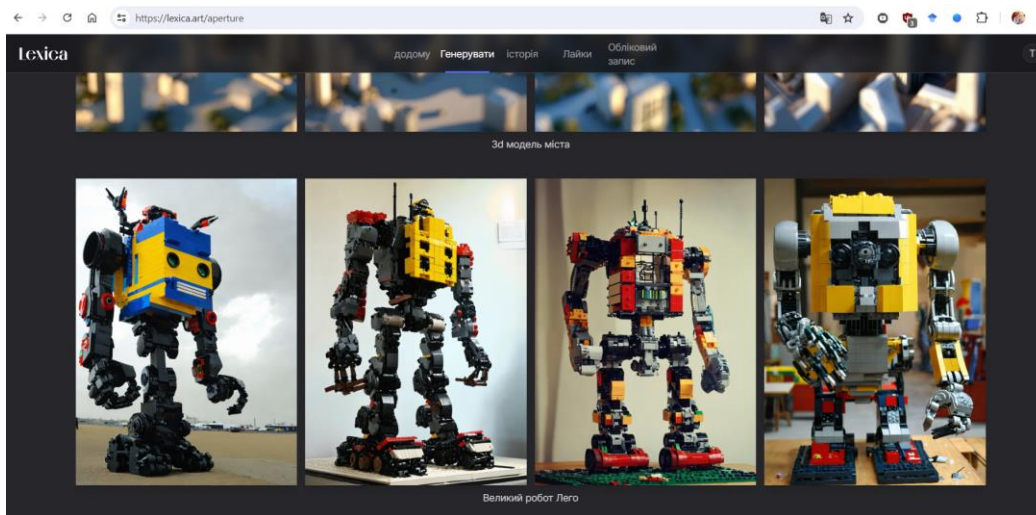 https://lexica.art/aperture
Lexica
додому Генерувати історія Лайки Обліковий запис
T
3d модель міста
Великий робот Лего